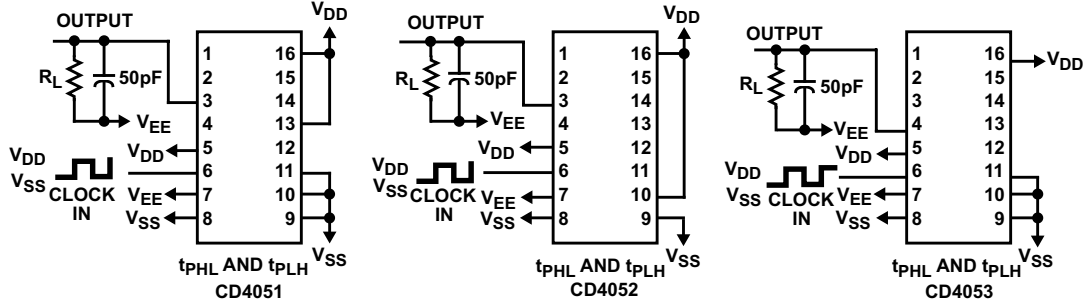 OUTPUT
VDD
RL
50pF
VEE
VDD
VSS
CLOCK
IN
VDD
VEE
VSS
1
2
3
4
5
6
7
8
16
15
14
13
12
11
10
9
VSS
tPHL AND tPLH
CD4051
OUTPUT
VDD
RL
50pF
VEE
VDD
VSS
CLOCK
IN
VDD
VEE
VSS
1
2
3
4
5
6
7
8
16
15
14
13
12
11
10
9
VSS
tPHL AND tPLH
CD4052
OUTPUT
VDD
RL
50pF
VEE
VDD
VSS
CLOCK
IN
VDD
VEE
VSS
1
2
3
4
5
6
7
8
16
15
14
13
12
11
10
9
VSS
tPHL AND tPLH
CD4053